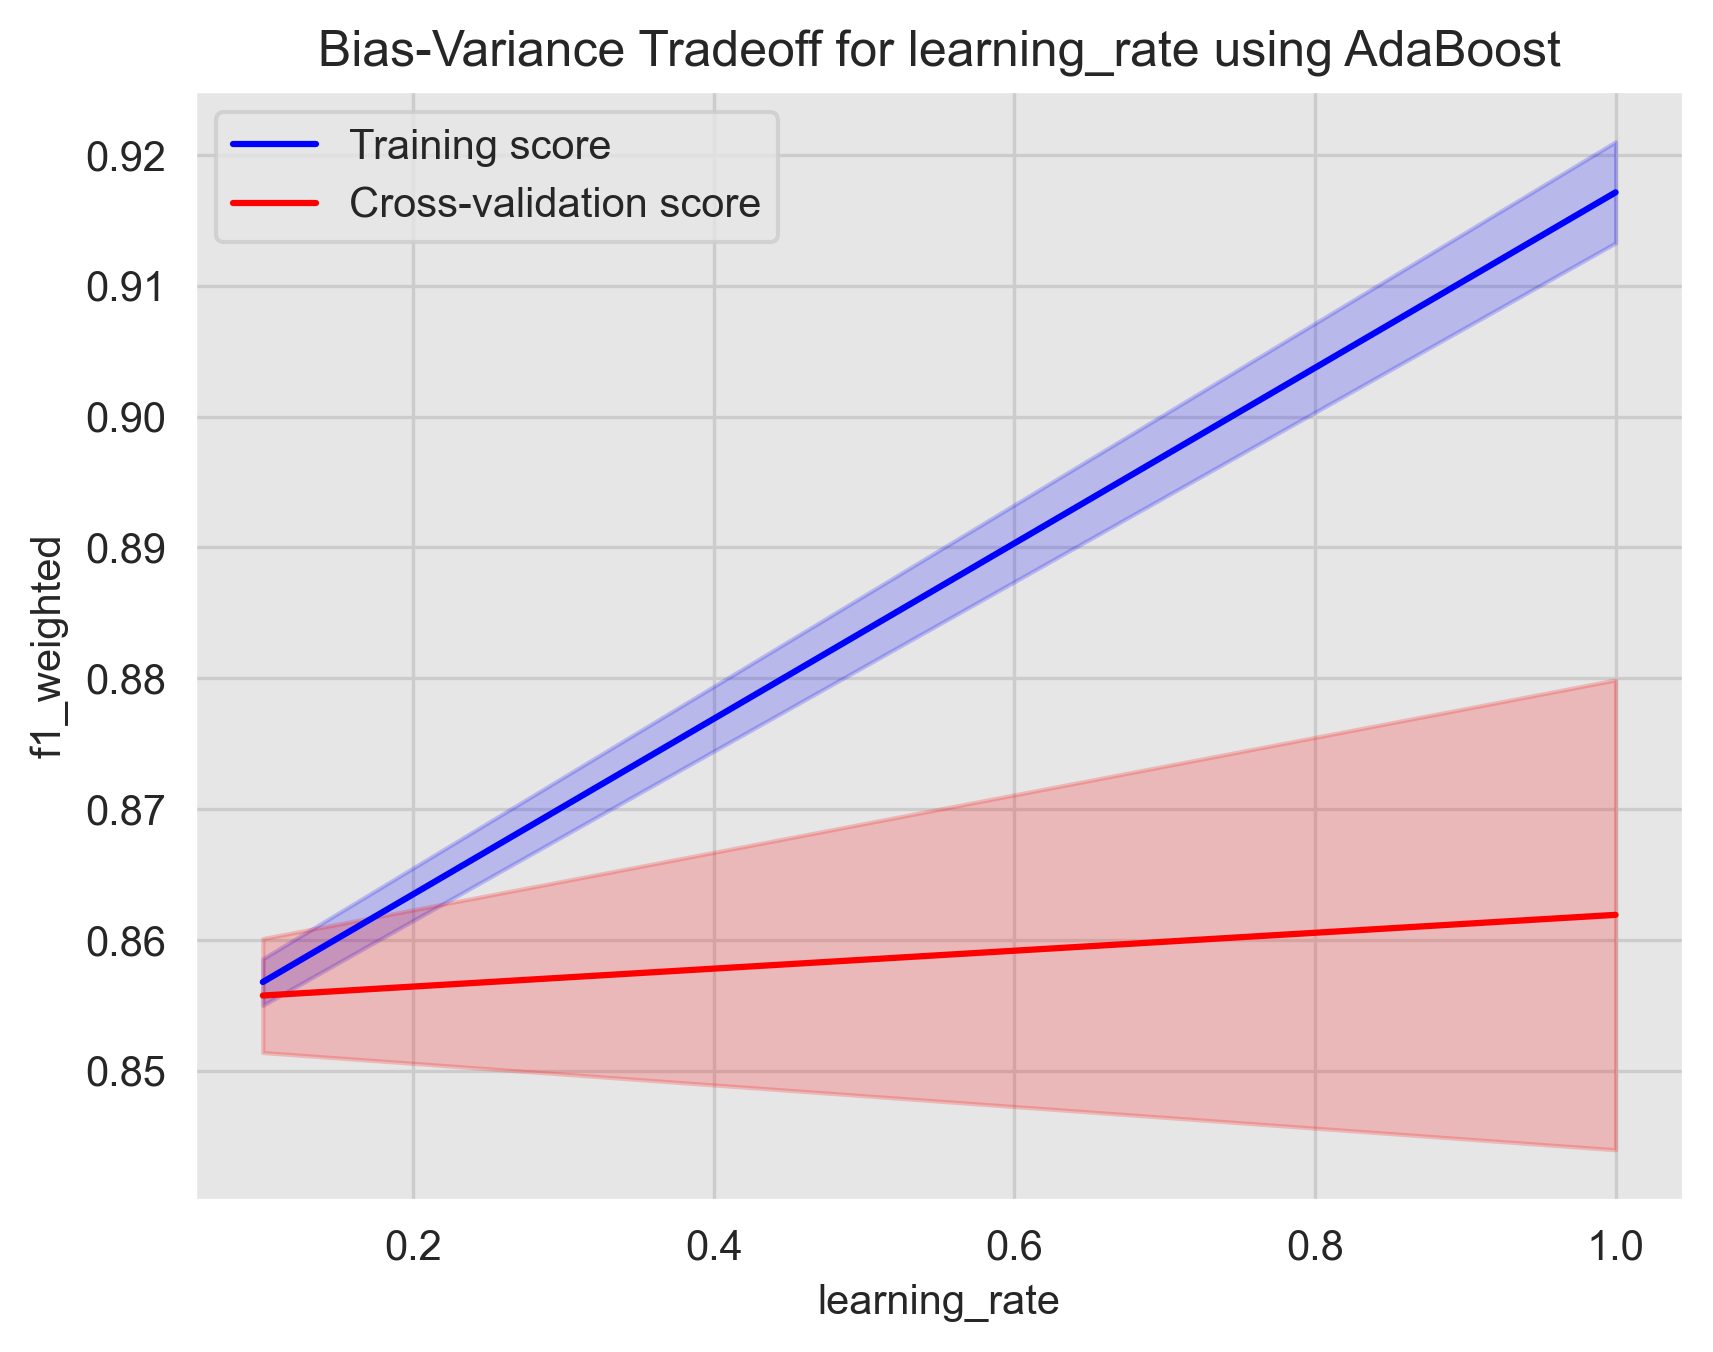 Bias-Variance Tradeoff for learning_rate using AdaBoost
Training score
Cross-validation score
0.92
0.91
0.90
0.89
0.88
0.87
0.86
0.85
f1_weighted
0.2 0.4 0.6 0.8 1.0
learning_rate